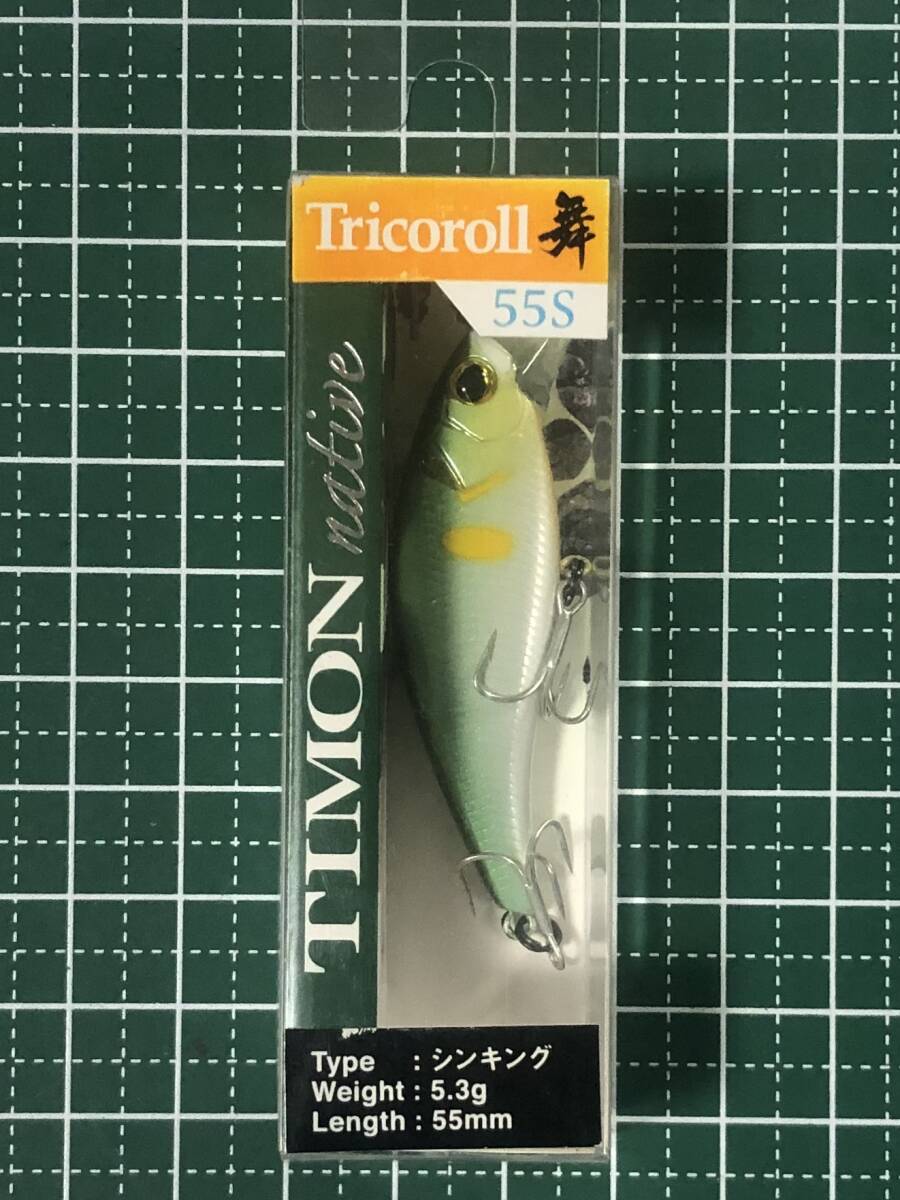 Tricoroll 舞
55S
TIMON native
Type : シンキング
Weight : 5.3g
Length : 55mm